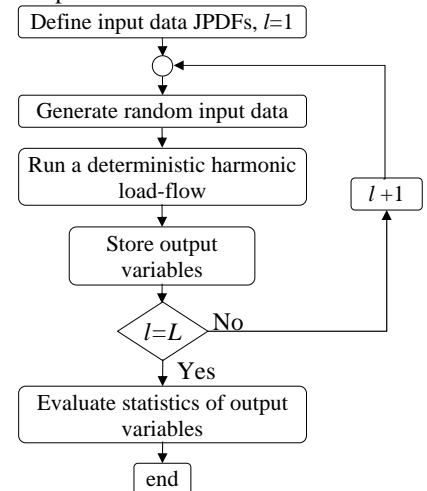 Define input data JPDFs, l=1
Generate random input data
Run a deterministic harmonic
load-flow
l +1
Store output
variables
l=L
No
Yes
Evaluate statistics of output
variables
end